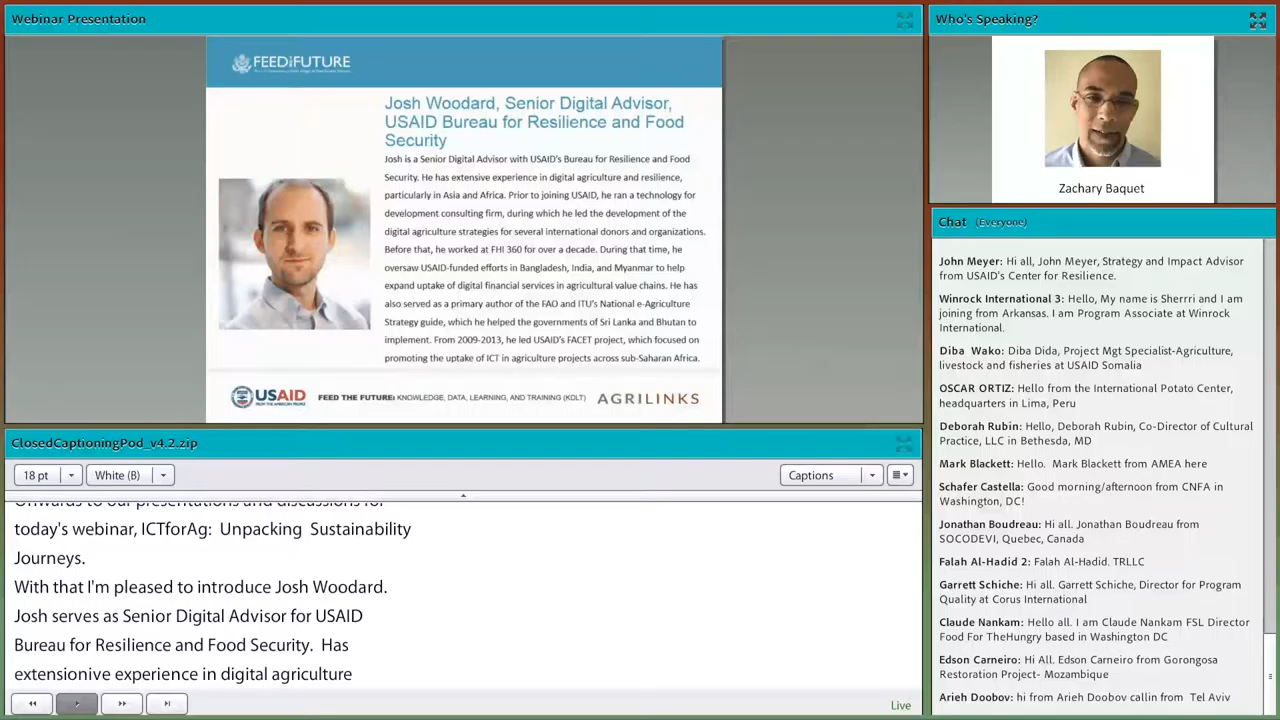 Webinar Presentation
FEED THE FUTURE
Josh Woodard, Senior Digital Advisor,
USAID Bureau for Resilience and Food
Security
Josh is a Senior Digital Advisor with USAID's Bureau for Resilience and Food
Security. He has extensive experience in digital agriculture and resilience,
particularly in Asia and Africa. Prior to joining USAID, he ran a technology for
development consulting firm, during which he led the development of the
digital agriculture strategies for several international donors and organizations.
Before that, he worked at FHI 360 for over a decade. During that time, he
oversaw USAID-funded efforts in Bangladesh, India, and Myanmar to help
expand uptake of digital financial services in agricultural value chains. He has
also served as a primary author of the FAO and ITU's National e-Agriculture
Strategy guide, which he helped the governments of Sri Lanka and Bhutan to
implement. From 2009-2013, he led USAID's FACET project, which focused on
promoting the uptake of ICT in agriculture projects across sub-Saharan Africa.
USAID
FROM THE AMERICAN PEOPLE
FEED THE FUTURE: KNOWLEDGE, DATA, LEARNING, AND TRAINING (KDLT)
AGRILINKS
ClosedCaptioningPod_v4.2.zip
18 pt
White (B)
Captions
Onwards to our presentations and discussions for
today's webinar, ICTforAg: Unpacking Sustainability
Journeys.
With that I'm pleased to introduce Josh Woodard.
Josh serves as Senior Digital Advisor for USAID
Bureau for Resilience and Food Security. Has
extensionive experience in digital agriculture
Live
Who's Speaking?
Zachary Baquet
Chat (Everyone)
John Meyer: Hi all, John Meyer, Strategy and Impact Advisor
from USAID's Center for Resilience.
Winrock International 3: Hello, My name is Sherrri and I am
joining from Arkansas. I am Program Associate at Winrock
International.
Diba Wako: Diba Dida, Project Mgt Specialist-Agriculture,
livestock and fisheries at USAID Somalia
OSCAR ORTIZ: Hello from the International Potato Center,
headquarters in Lima, Peru
Deborah Rubin: Hello, Deborah Rubin, Co-Director of Cultural
Practice, LLC in Bethesda, MD
Mark Blackett: Hello. Mark Blackett from AMEA here
Schafer Castella: Good morning/afternoon from CNFA in
Washington, DC!
Jonathan Boudreau: Hi all. Jonathan Boudreau from
SOCODEVI, Quebec, Canada
Falah Al-Hadid 2: Falah Al-Hadid. TRLLC
Garrett Schiche: Hi all. Garrett Schiche, Director for Program
Quality at Corus International
Claude Nankam: Hello all. I am Claude Nankam FSL Director
Food For TheHungry based in Washington DC
Edson Carneiro: Hi All. Edson Carneiro from Gorongosa
Restoration Project- Mozambique
Arieh Doobov: hi from Arieh Doobov callin from Tel Aviv